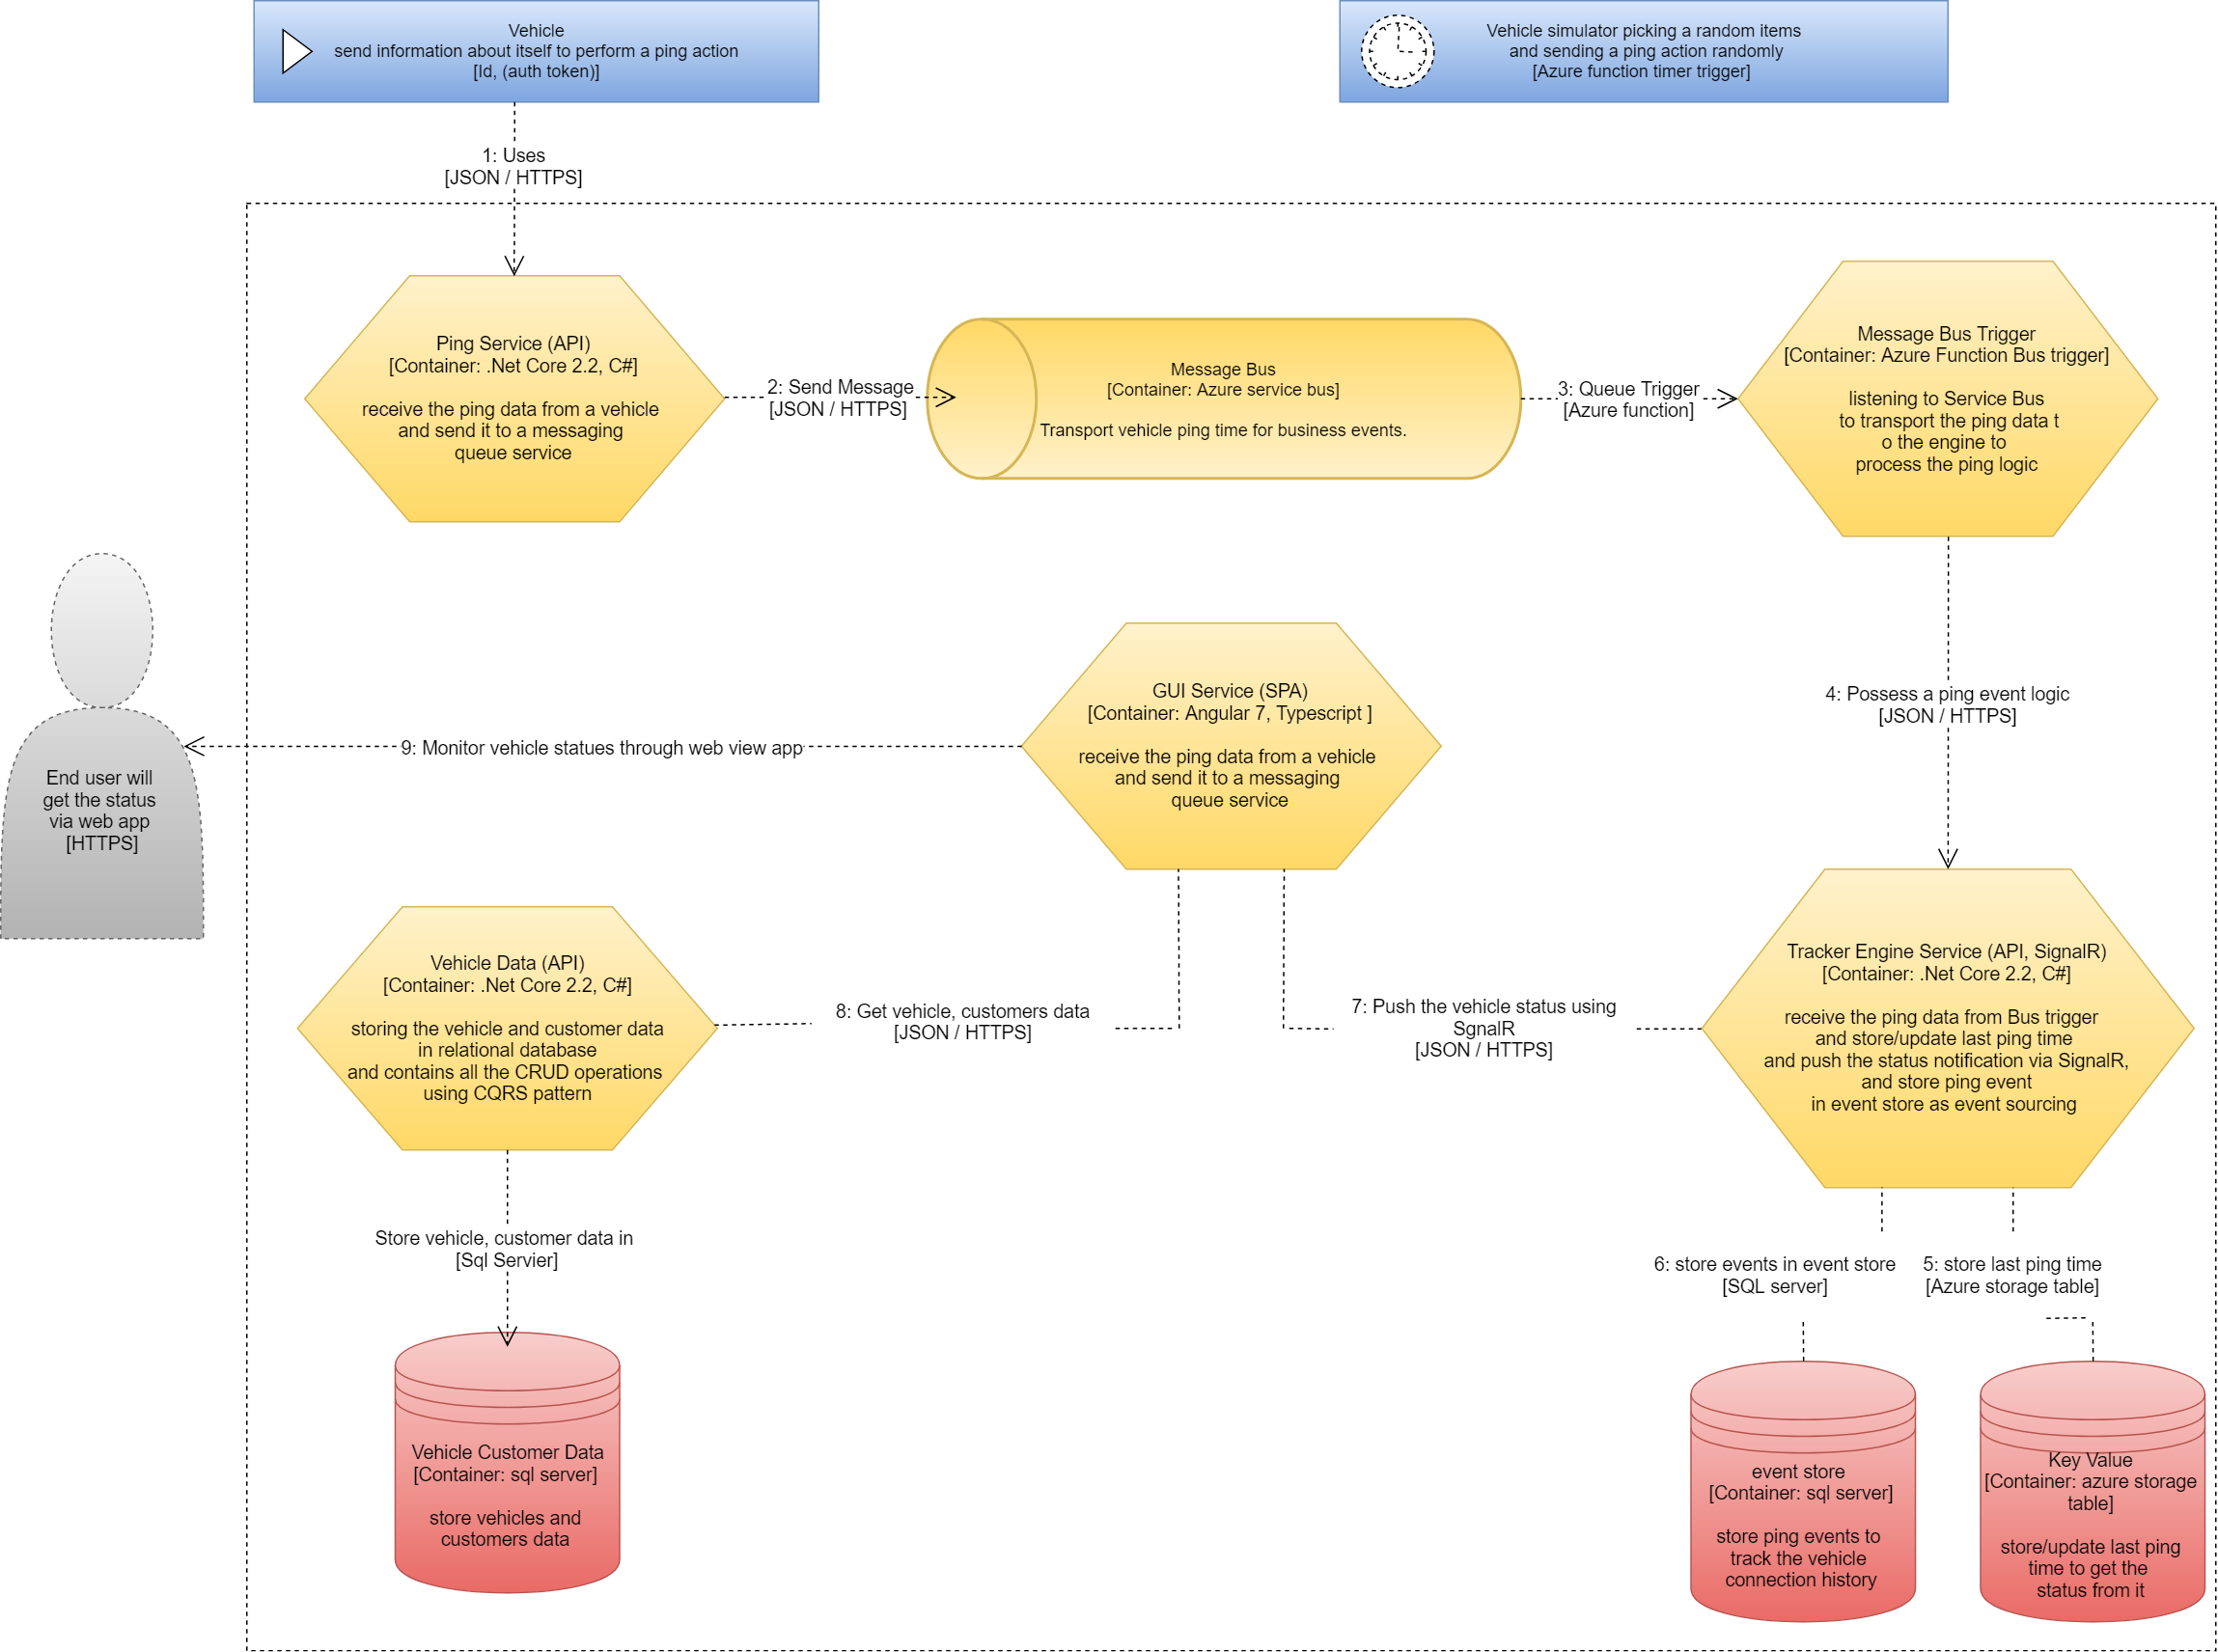 Vehicle
send information about itself to perform a ping action
[Id, (auth token)]
Vehicle simulator picking a random items
and sending a ping action randomly
[Azure function timer trigger]
1: Uses
[JSON / HTTPS]
Ping Service (API)
[Container: .Net Core 2.2, C#]
receive the ping data from a vehicle
and send it to a messaging
queue service
2: Send Message
[JSON / HTTPS]
Message Bus
[Container: Azure service bus]
Transport vehicle ping time for business events.
3: Queue Trigger
[Azure function]
Message Bus Trigger
[Container: Azure Function Bus trigger]
listening to Service Bus
to transport the ping data t
o the engine to
process the ping logic
4: Possess a ping event logic
[JSON / HTTPS]
GUI Service (SPA)
[Container: Angular 7, Typescript ]
receive the ping data from a vehicle
and send it to a messaging
queue service
9: Monitor vehicle statues through web view app
End user will
get the status
via web app
[HTTPS]
Vehicle Data (API)
[Container: .Net Core 2.2, C#]
storing the vehicle and customer data
in relational database
and contains all the CRUD operations
using CQRS pattern
8: Get vehicle, customers data
[JSON / HTTPS]
7: Push the vehicle status using
SgnalR
[JSON / HTTPS]
Tracker Engine Service (API, SignalR)
[Container: .Net Core 2.2, C#]
receive the ping data from Bus trigger
and store/update last ping time
and push the status notification via SignalR,
and store ping event
in event store as event sourcing
Store vehicle, customer data in
[Sql Servier]
6: store events in event store
[SQL server]
5: store last ping time
[Azure storage table]
Vehicle Customer Data
[Container: sql server]
store vehicles and
customers data
event store
[Container: sql server]
store ping events to
track the vehicle
connection history
Key Value
[Container: azure storage
table]
store/update last ping
time to get the
status from it